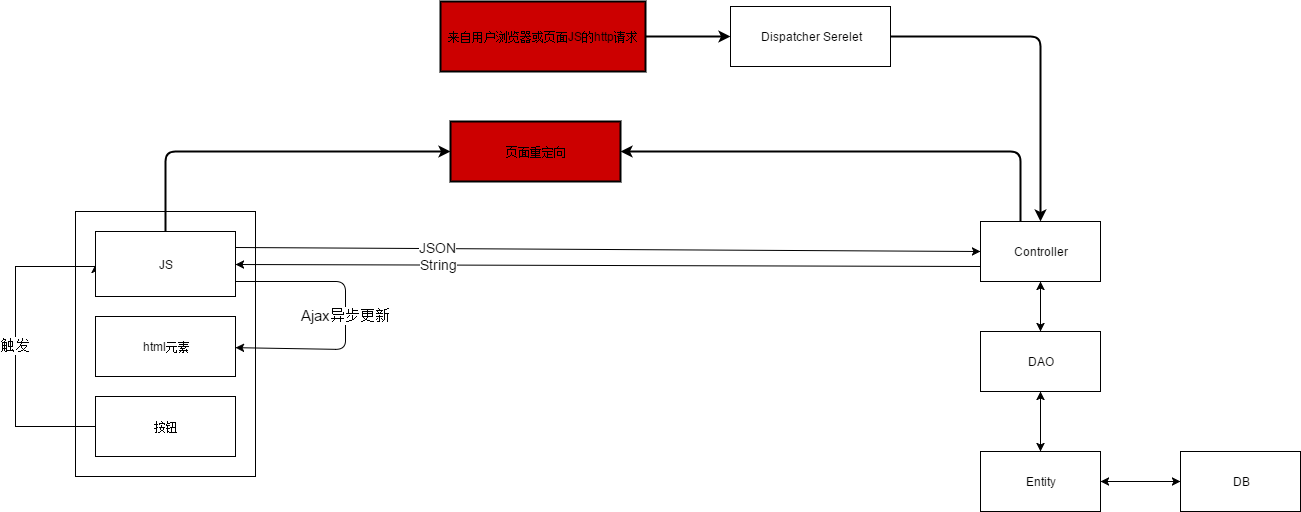 来自用户浏览器或页面JS的http请求
Dispatcher Serelet
页面重定向
JS
JSON
String
Controller
Ajax异步更新
触发
html元素
DAO
按钮
Entity
DB